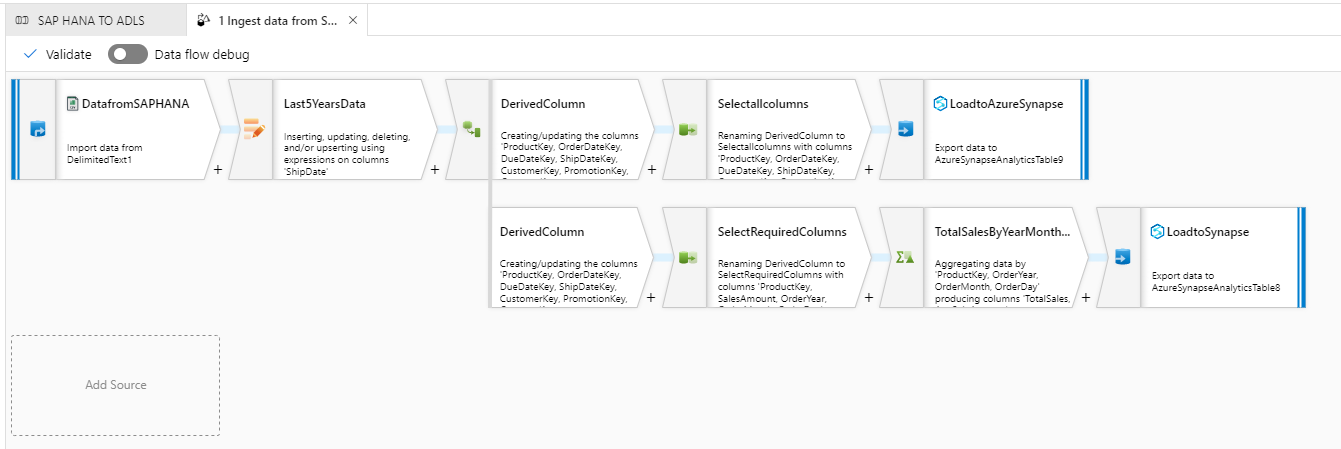 SAP HANA TO ADLS
1 Ingest data from S...
Validate
Data flow debug
DatafromSAPHANA
Import data from
DelimitedText1
+
Last5YearsData
Inserting, updating, deleting,
and/or upserting using
expressions on columns
'ShipDate'
+
DerivedColumn
Creating/updating the columns
'ProductKey, OrderDateKey,
DueDateKey, ShipDateKey,
CustomerKey, PromotionKey,
+
Selectallcolumns
Renaming DerivedColumn to
Selectallcolumns with columns
'ProductKey, OrderDateKey,
DueDateKey, ShipDateKey,
+
LoadtoAzureSynapse
Export data to
AzureSynapseAnalyticsTable9
DerivedColumn
Creating/updating the columns
'ProductKey, OrderDateKey,
DueDateKey, ShipDateKey,
CustomerKey, PromotionKey,
+
SelectRequiredColumns
Renaming DerivedColumn to
SelectRequiredColumns with
columns 'ProductKey,
SalesAmount, OrderYear,
+
TotalSalesByYearMonth...
Aggregating data by
'ProductKey, OrderYear,
OrderMonth, OrderDay'
producing columns 'TotalSales,
+
LoadtoSynapse
Export data to
AzureSynapseAnalyticsTable8
Add Source